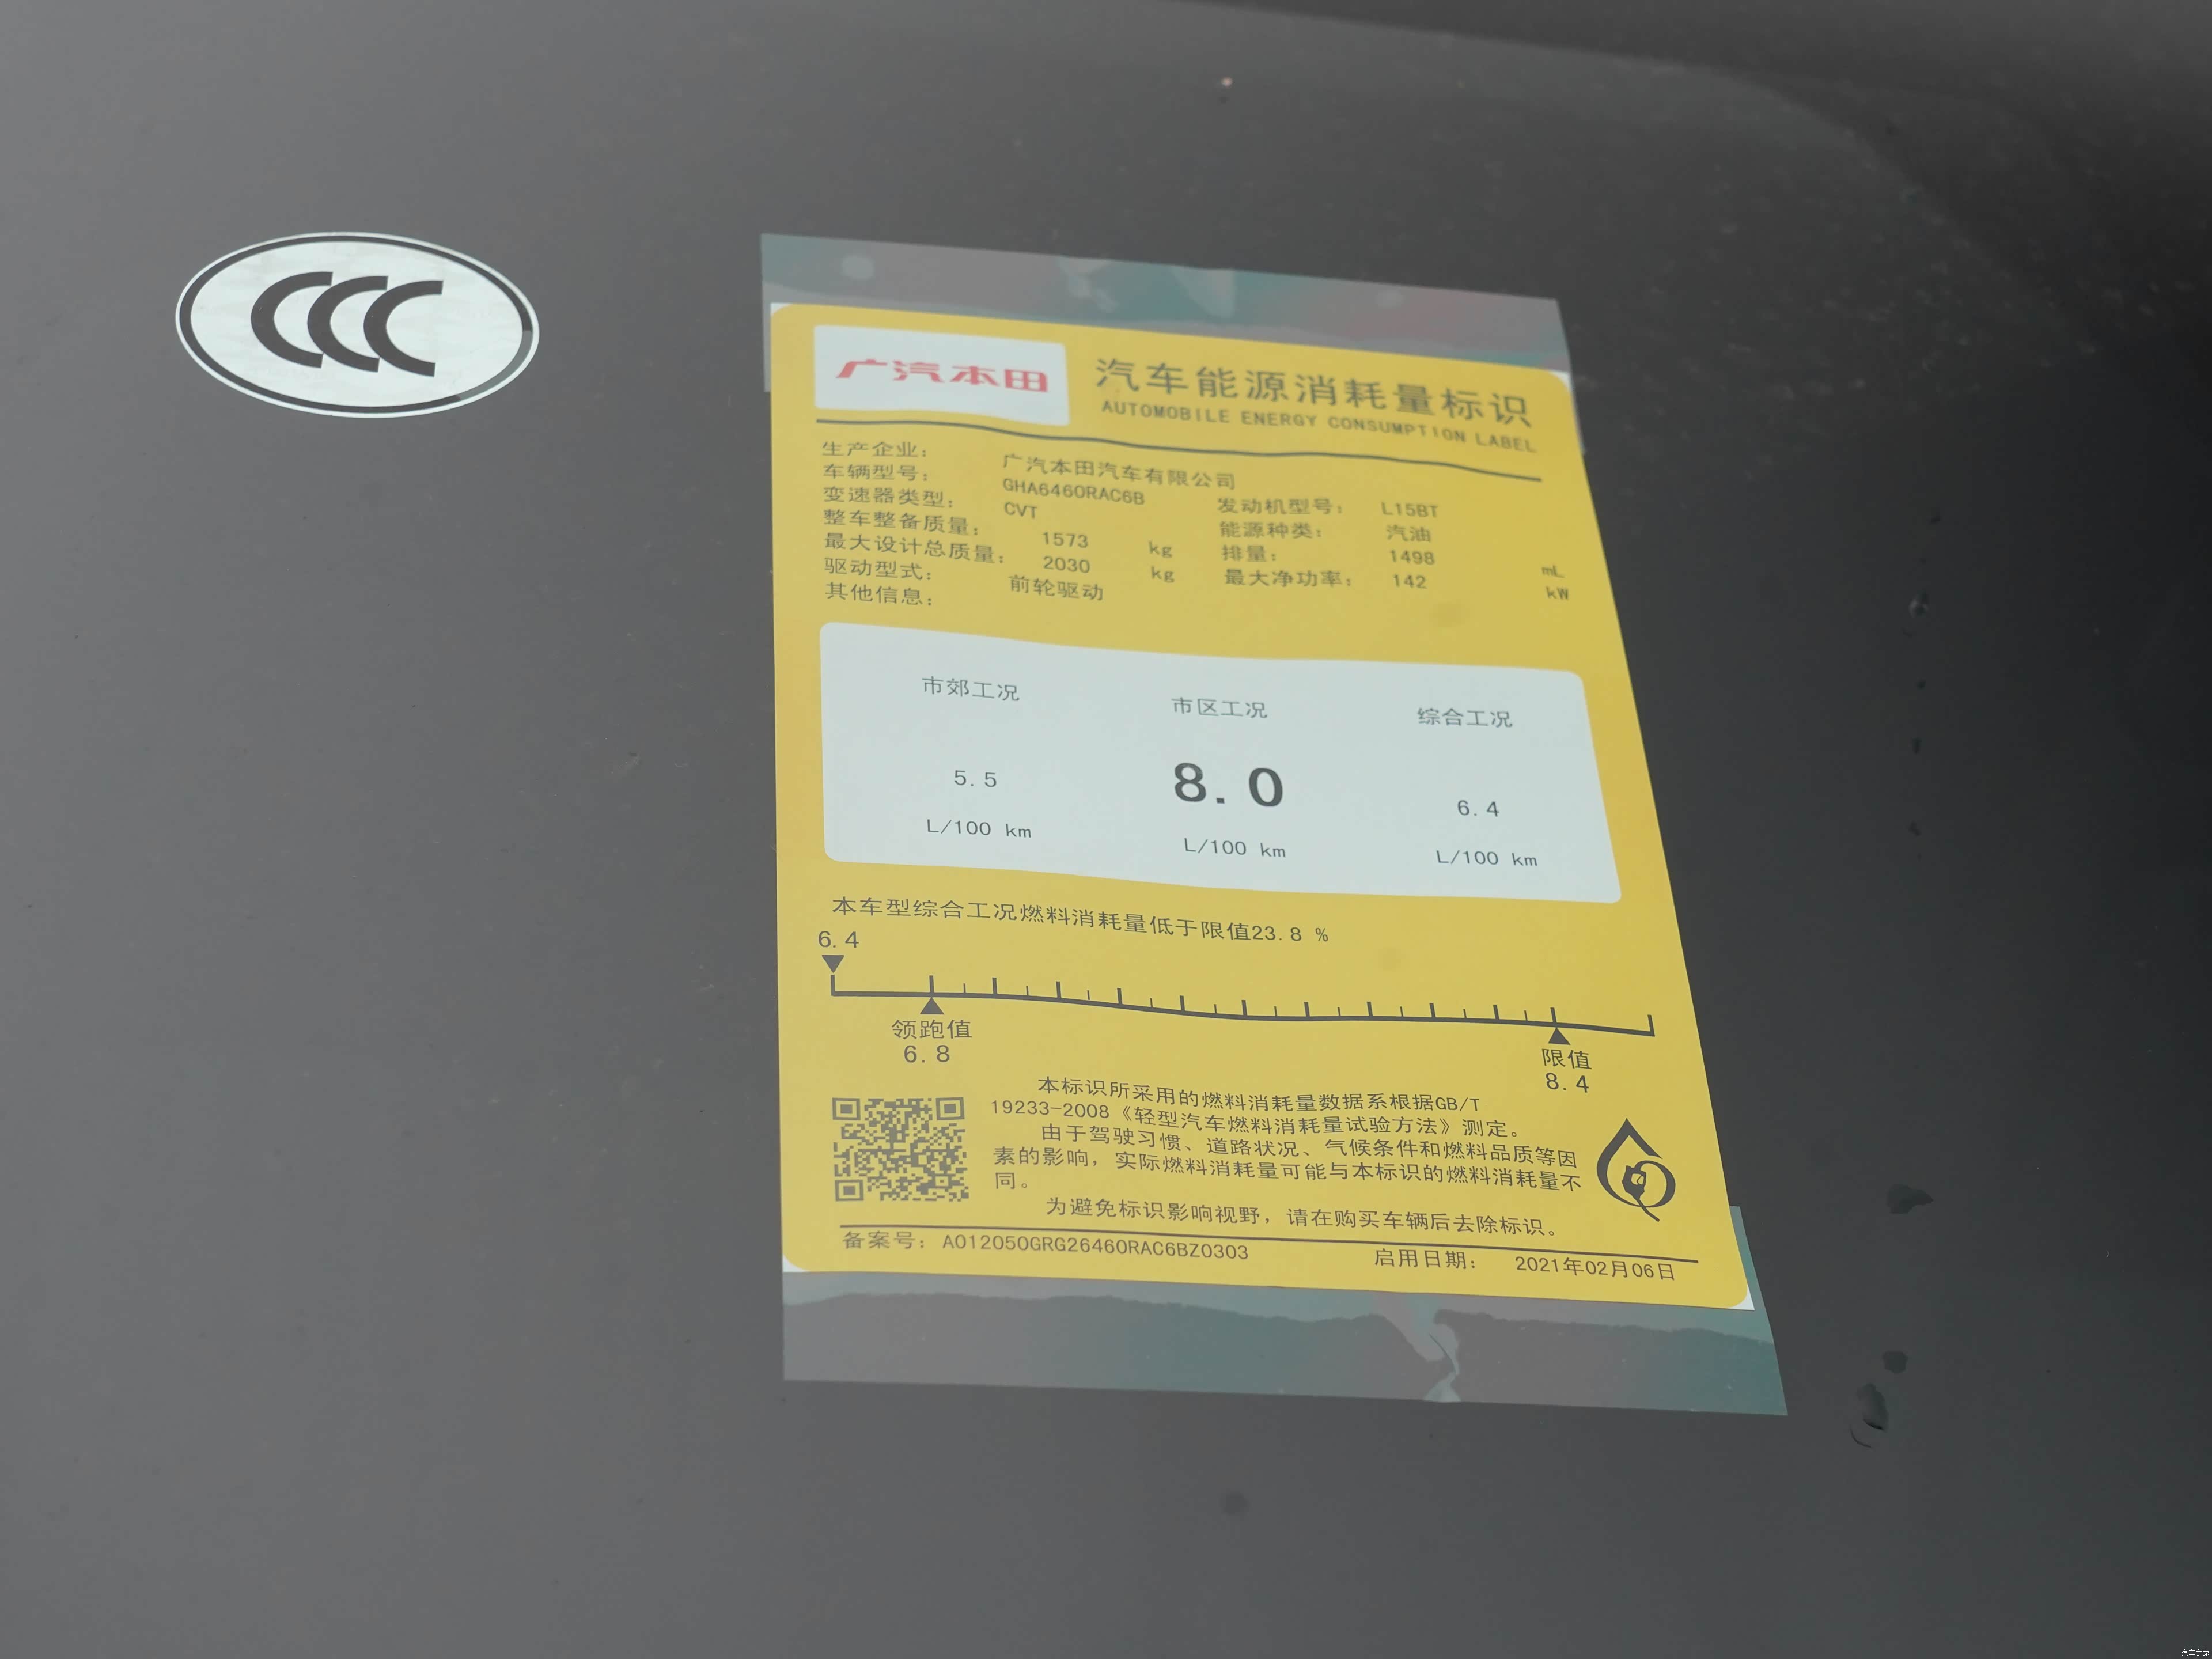 CCC
广汽本田
汽车能源消耗量标识
AUTOMOBILE ENERGY CONSUMPTION LABEL
生产企业: 广汽本田汽车有限公司
车辆型号: GHA6460RAC6B 发动机型号: L15BT
变速器类型: CVT 能源种类: 汽油
整车整备质量: 1573 kg 排量: 1498 mL
最大设计总质量: 2030 kg 最大净功率: 142 kW
驱动型式: 前轮驱动
其他信息:
市郊工况 市区工况 综合工况
5.5 8.0 6.4
L/100 km L/100 km L/100 km
本车型综合工况燃料消耗量低于限值23.8 %
6.4
领跑值 限值
6.8 8.4
本标识所采用的燃料消耗量数据系根据GB/T
19233-2008《轻型汽车燃料消耗量试验方法》测定。
由于驾驶习惯、道路状况、气候条件和燃料品质等因
素的影响，实际燃料消耗量可能与本标识的燃料消耗量不
同。
为避免标识影响视野，请在购买车辆后去除标识。
备案号: A012050GRG26460RAC6BZ0303 启用日期: 2021年02月06日
汽车之家